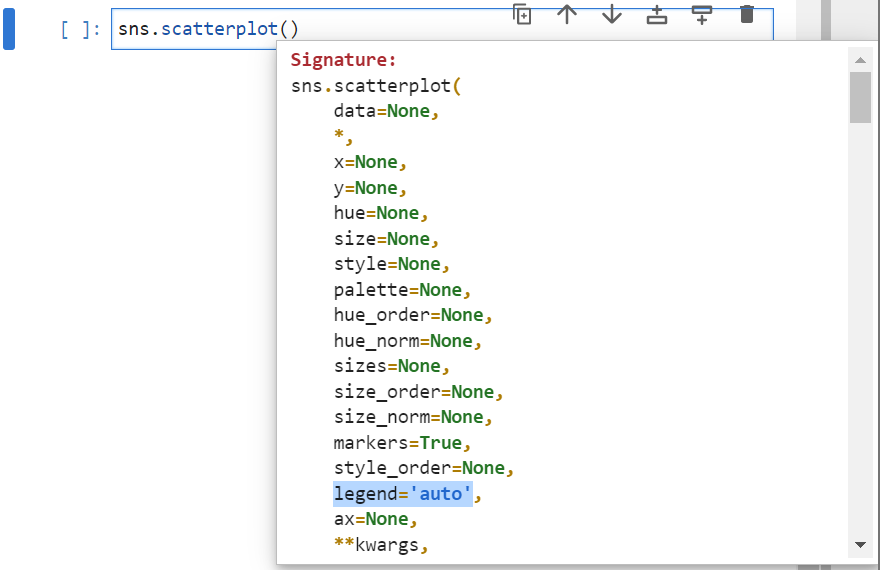 [ ]: sns.scatterplot()
Signature:
sns.scatterplot(
    data=None,
    *,
    x=None,
    y=None,
    hue=None,
    size=None,
    style=None,
    palette=None,
    hue_order=None,
    hue_norm=None,
    sizes=None,
    size_order=None,
    size_norm=None,
    markers=True,
    style_order=None,
    legend='auto',
    ax=None,
    **kwargs,